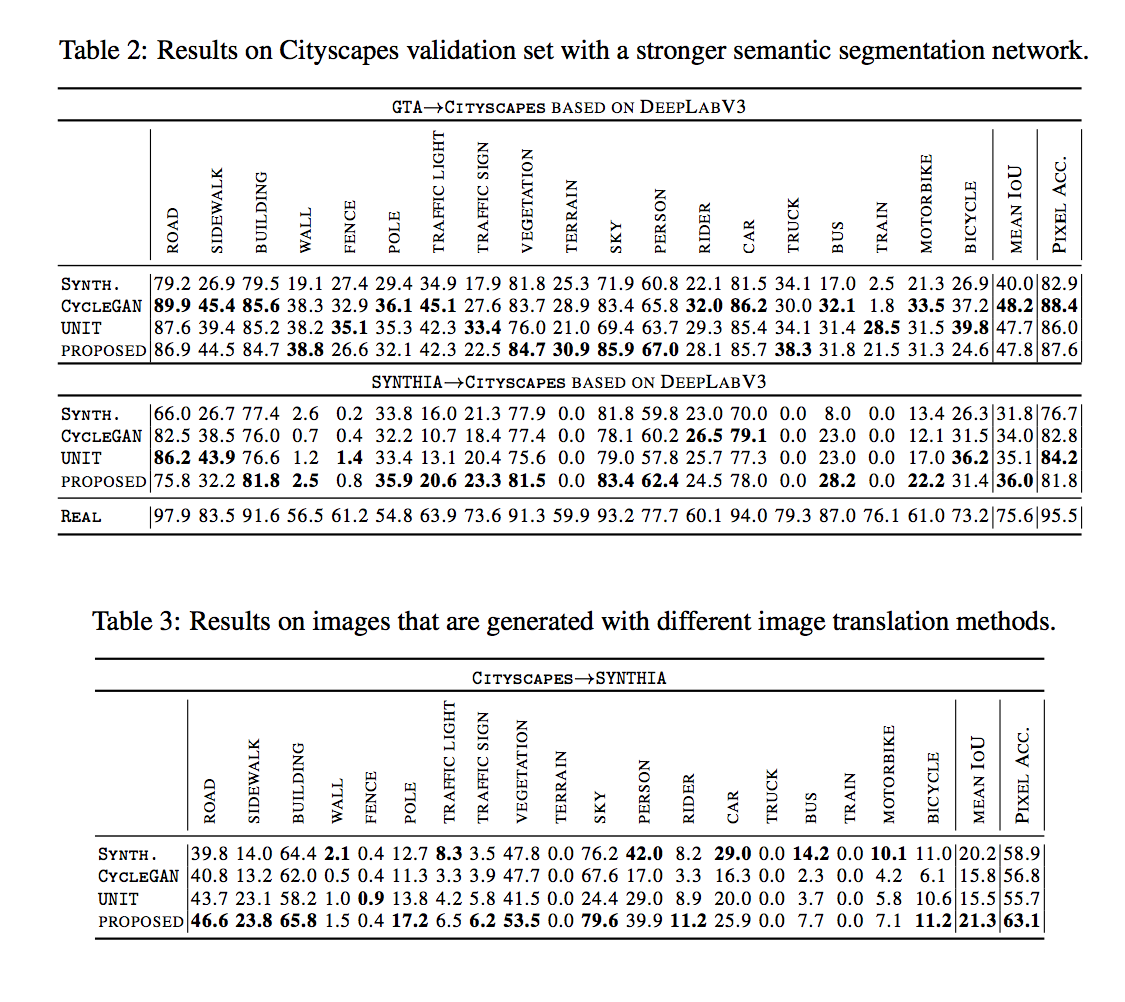 Table 2: Results on Cityscapes validation set with a stronger semantic segmentation network.
GTA→CITYSCAPES BASED ON DEEPLABV3
ROAD SIDEWALK BUILDING WALL FENCE POLE TRAFFIC LIGHT TRAFFIC SIGN VEGETATION TERRAIN SKY PERSON RIDER CAR TRUCK BUS TRAIN MOTORBIKE BICYCLE MEAN IOU PIXEL ACC.
SYNTH. 79.2 26.9 79.5 19.1 27.4 29.4 34.9 17.9 81.8 25.3 71.9 60.8 22.1 81.5 34.1 17.0 2.5 21.3 26.9 40.0 82.9
CYCLEGAN 89.9 45.4 85.6 38.3 32.9 36.1 45.1 27.6 83.7 28.9 83.4 65.8 32.0 86.2 30.0 32.1 1.8 33.5 37.2 48.2 88.4
UNIT 87.6 39.4 85.2 38.2 35.1 35.3 42.3 33.4 76.0 21.0 69.4 63.7 29.3 85.4 34.1 31.4 28.5 31.5 39.8 47.7 86.0
PROPOSED 86.9 44.5 84.7 38.8 26.6 32.1 42.3 22.5 84.7 30.9 85.9 67.0 28.1 85.7 38.3 31.8 21.5 31.3 24.6 47.8 87.6
SYNTHIA→CITYSCAPES BASED ON DEEPLABV3
SYNTH. 66.0 26.7 77.4 2.6 0.2 33.8 16.0 21.3 77.9 0.0 81.8 59.8 23.0 70.0 0.0 8.0 0.0 13.4 26.3 31.8 76.7
CYCLEGAN 82.5 38.5 76.0 0.7 0.4 32.2 10.7 18.4 77.4 0.0 78.1 60.2 26.5 79.1 0.0 23.0 0.0 12.1 31.5 34.0 82.8
UNIT 86.2 43.9 76.6 1.2 1.4 33.4 13.1 20.4 75.6 0.0 79.0 57.8 25.7 77.3 0.0 23.0 0.0 17.0 36.2 35.1 84.2
PROPOSED 75.8 32.2 81.8 2.5 0.8 35.9 20.6 23.3 81.5 0.0 83.4 62.4 24.5 78.0 0.0 28.2 0.0 22.2 31.4 36.0 81.8
REAL 97.9 83.5 91.6 56.5 61.2 54.8 63.9 73.6 91.3 59.9 93.2 77.7 60.1 94.0 79.3 87.0 76.1 61.0 73.2 75.6 95.5
Table 3: Results on images that are generated with different image translation methods.
CITYSCAPES→SYNTHIA
ROAD SIDEWALK BUILDING WALL FENCE POLE TRAFFIC LIGHT TRAFFIC SIGN VEGETATION TERRAIN SKY PERSON RIDER CAR TRUCK BUS TRAIN MOTORBIKE BICYCLE MEAN IOU PIXEL ACC.
SYNTH. 39.8 14.0 64.4 2.1 0.4 12.7 8.3 3.5 47.8 0.0 76.2 42.0 8.2 29.0 0.0 14.2 0.0 10.1 11.0 20.2 58.9
CYCLEGAN 40.8 13.2 62.0 0.5 0.4 11.3 3.3 3.9 47.7 0.0 67.6 17.0 3.3 16.3 0.0 2.3 0.0 4.2 6.1 15.8 56.8
UNIT 43.7 23.1 58.2 1.0 0.9 13.8 4.2 5.8 41.5 0.0 24.4 29.0 8.9 20.0 0.0 3.7 0.0 5.8 10.6 15.5 55.7
PROPOSED 46.6 23.8 65.8 1.5 0.4 17.2 6.5 6.2 53.5 0.0 79.6 39.9 11.2 25.9 0.0 7.7 0.0 7.1 11.2 21.3 63.1